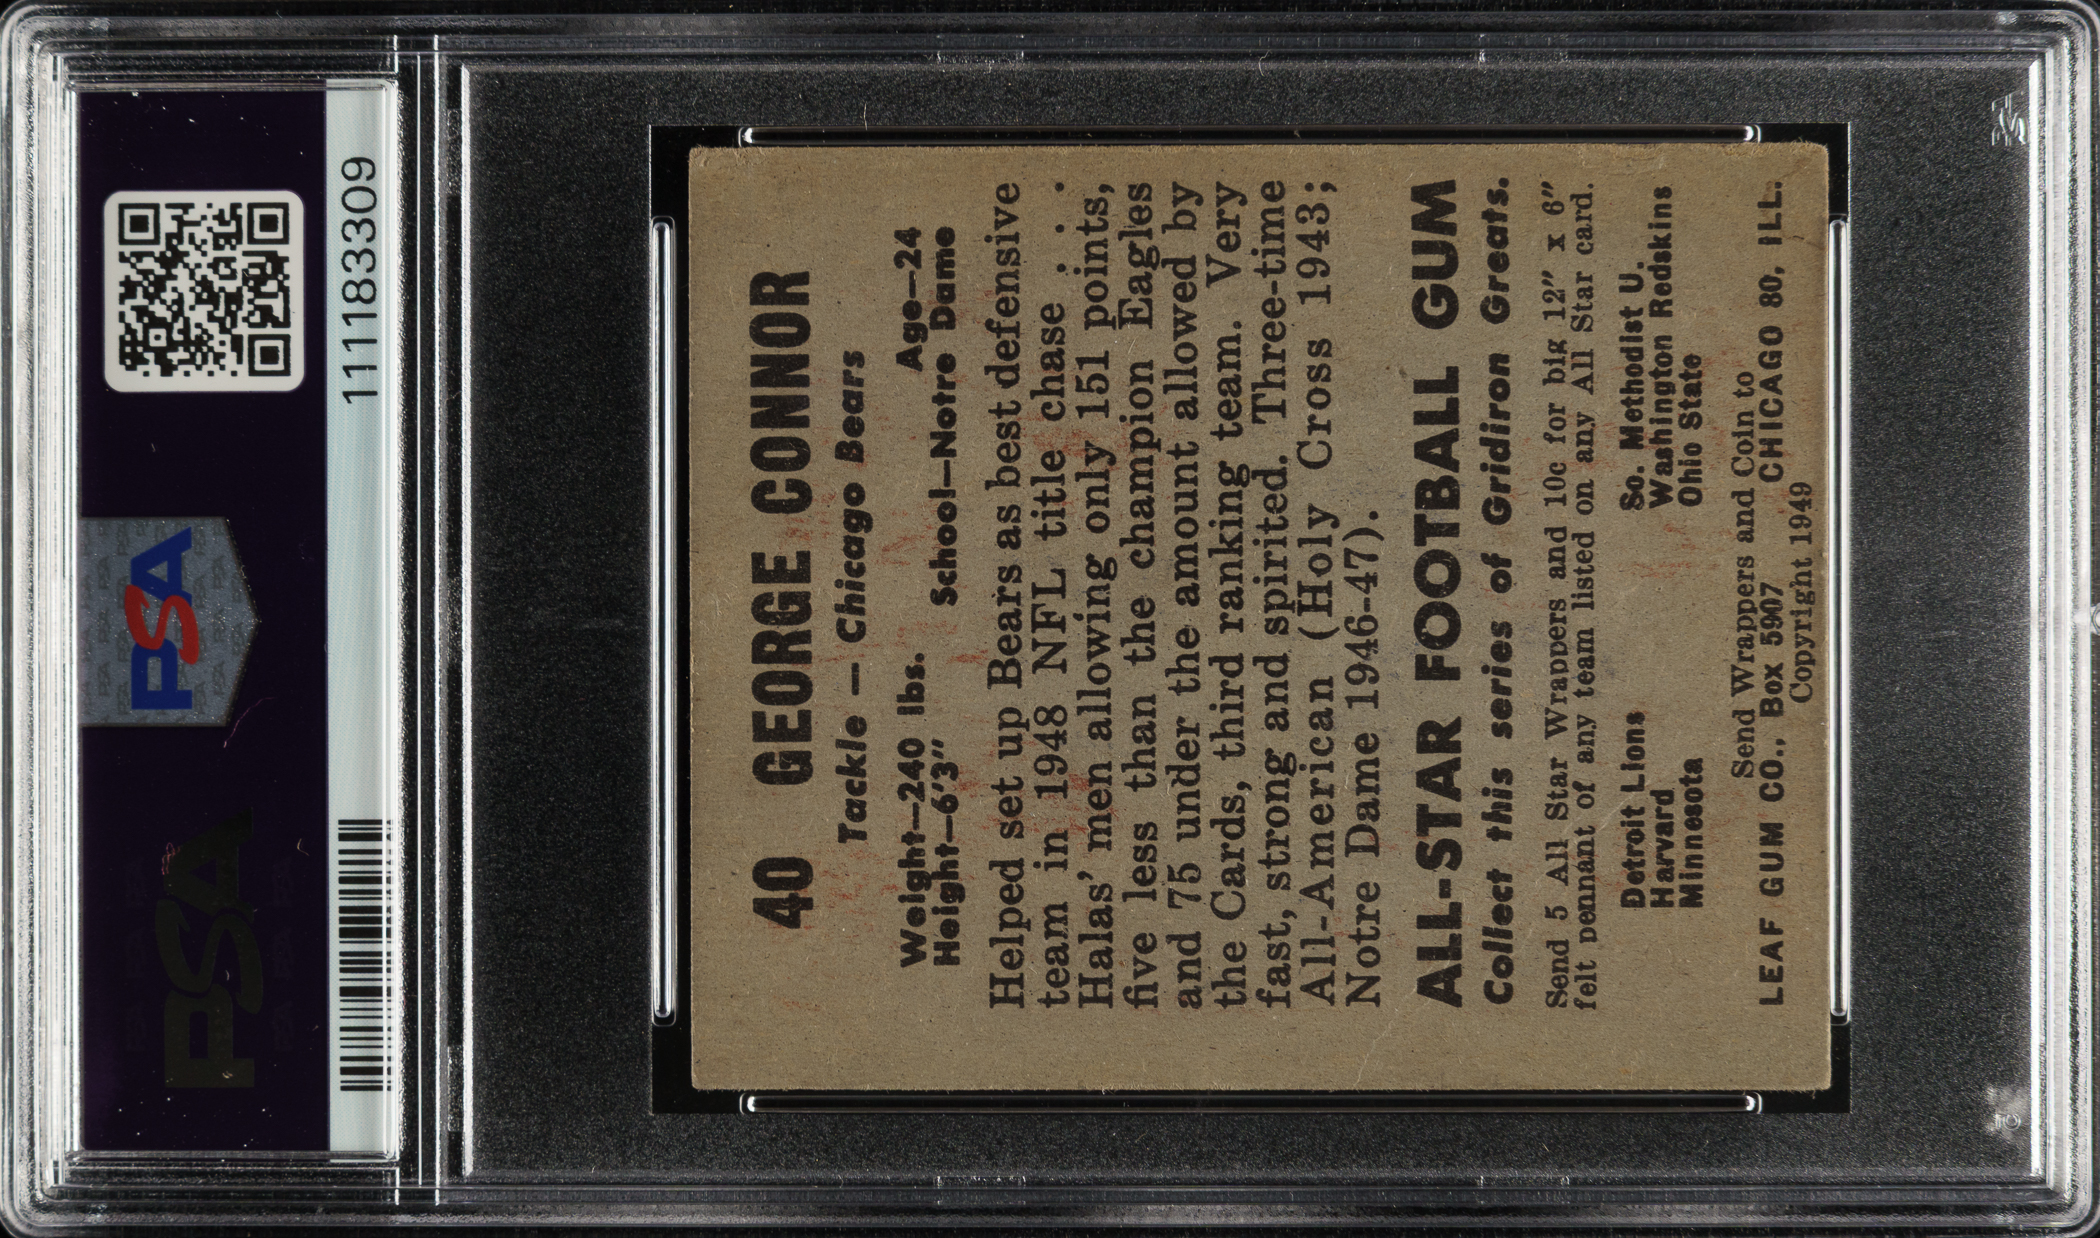 PSA
111183309
PSA
40 GEORGE CONNOR
Tackle — Chicago Bears
Weight—240 lbs. Age—24
Height—6'3" School—Notre Dame
Helped set up Bears as best defensive
team in 1948 NFL title chase . . .
Halas' men allowing only 151 points,
five less than the champion Eagles
and 75 under the amount allowed by
the Cards, third ranking team. Very
fast, strong and spirited. Three-time
All-American (Holy Cross 1943;
Notre Dame 1946-47).
ALL-STAR FOOTBALL GUM
Collect this series of Gridiron Greats.
Send 5 All Star Wrappers and 10c for big 12" x 6"
felt pennant of any team listed on any All Star card.
Detroit Lions So. Methodist U.
Harvard Washington Redskins
Minnesota Ohio State
Send Wrappers and Coin to
LEAF GUM CO., Box 5907 CHICAGO 80, ILL.
Copyright 1949
PSA